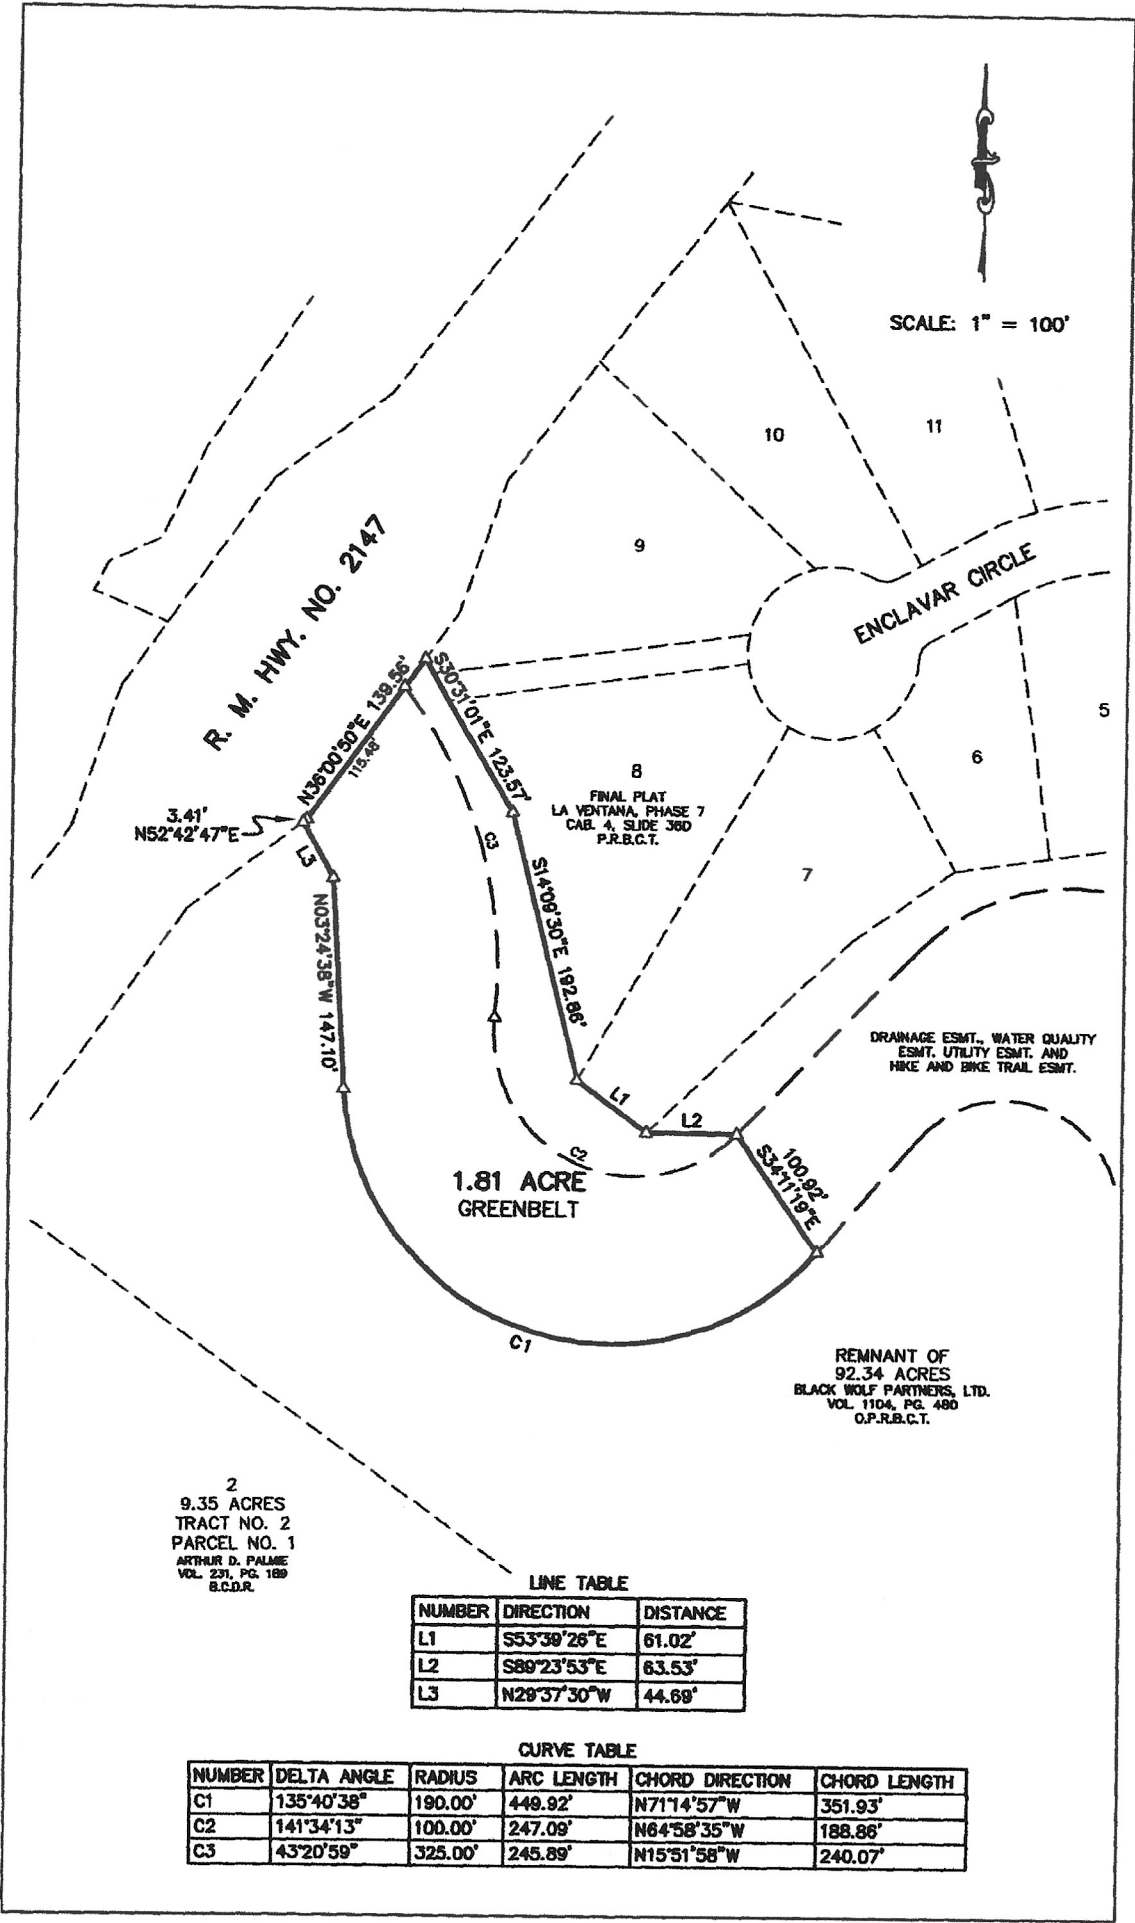 SCALE: 1" = 100'
10
11
9
R. M. HWY. NO. 2147
ENCLAVAR CIRCLE
5
6
N36°00'50"E 139.56'
115.48'
S30°31'01"E 123.57'
8
FINAL PLAT
LA VENTANA, PHASE 7
CAB. 4, SLIDE 36D
P.R.B.C.T.
3.41'
N52°42'47"E
L3
C3
7
N03°24'38"W 147.10'
S14°09'30"E 192.86'
DRAINAGE ESMT., WATER QUALITY
ESMT. UTILITY ESMT. AND
HIKE AND BIKE TRAIL ESMT.
L1
L2
C2
100.92'
S34°11'19"E
1.81 ACRE
GREENBELT
C1
REMNANT OF
92.34 ACRES
BLACK WOLF PARTNERS, LTD.
VOL. 1104, PG. 480
O.P.R.B.C.T.
2
9.35 ACRES
TRACT NO. 2
PARCEL NO. 1
ARTHUR D. PALMIE
VOL. 231, PG. 189
B.C.D.R.
LINE TABLE
NUMBER DIRECTION DISTANCE
L1 S53°39'26"E 61.02'
L2 S89°23'53"E 63.53'
L3 N29°37'30"W 44.69'
CURVE TABLE
NUMBER DELTA ANGLE RADIUS ARC LENGTH CHORD DIRECTION CHORD LENGTH
C1 135°40'38" 190.00' 449.92' N71°14'57"W 351.93'
C2 141°34'13" 100.00' 247.09' N64°58'35"W 188.86'
C3 43°20'59" 325.00' 245.89' N15°51'58"W 240.07'